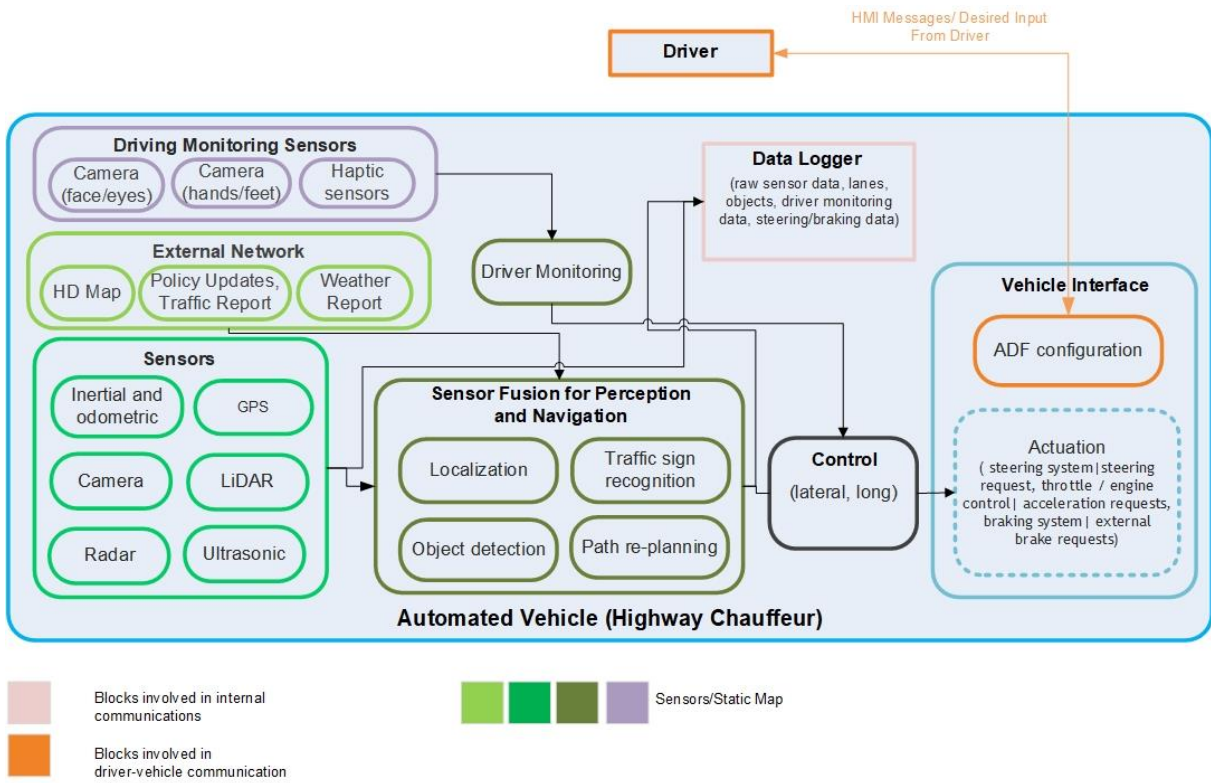 HMI Messages/ Desired Input
From Driver
Driver
Driving Monitoring Sensors
Camera
(face/eyes)
Camera
(hands/feet)
Haptic
sensors
Data Logger
(raw sensor data, lanes,
objects, driver monitoring
data, steering/braking data)
External Network
HD Map
Policy Updates,
Traffic Report
Weather
Report
Driver Monitoring
Vehicle Interface
ADF configuration
Sensors
Inertial and
odometric
GPS
Camera
LiDAR
Radar
Ultrasonic
Sensor Fusion for Perception
and Navigation
Localization
Traffic sign
recognition
Object detection
Path re-planning
Control
(lateral, long)
Actuation
( steering system|steering
request, throttle / engine
control| acceleration requests,
braking system| external
brake requests)
Automated Vehicle (Highway Chauffeur)
Blocks involved in internal
communications
Sensors/Static Map
Blocks involved in
driver-vehicle communication